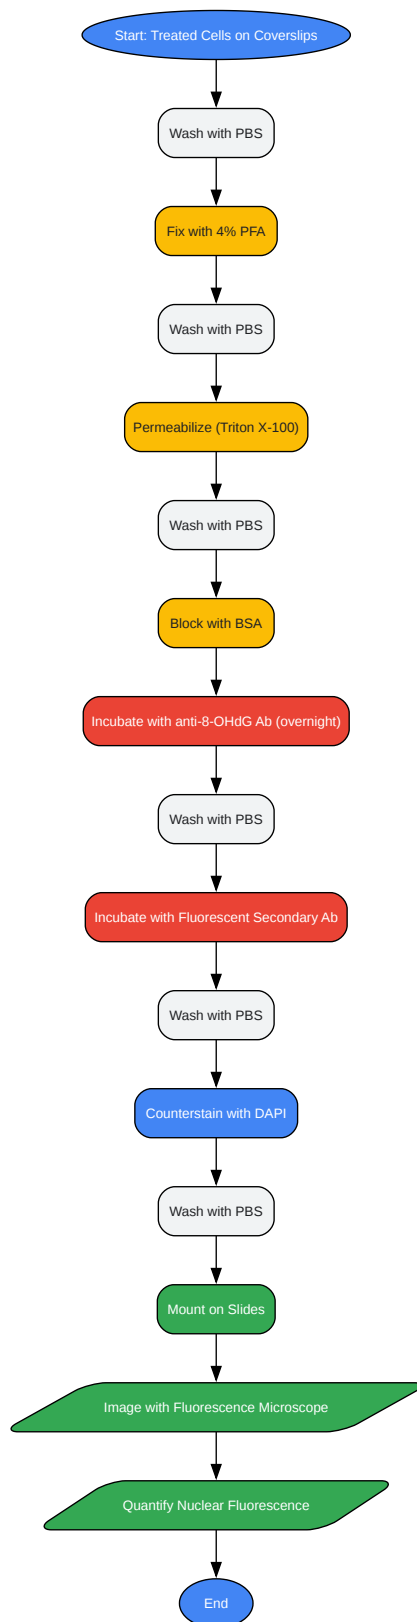 Start: Treated Cells on Coverslips
Wash with PBS
Fix with 4% PFA
Wash with PBS
Permeabilize (Triton X-100)
Wash with PBS
Block with BSA
Incubate with anti-8-OHdG Ab (overnight)
Wash with PBS
Incubate with Fluorescent Secondary Ab
Wash with PBS
Counterstain with DAPI
Wash with PBS
Mount on Slides
Image with Fluorescence Microscope
Quantify Nuclear Fluorescence
End